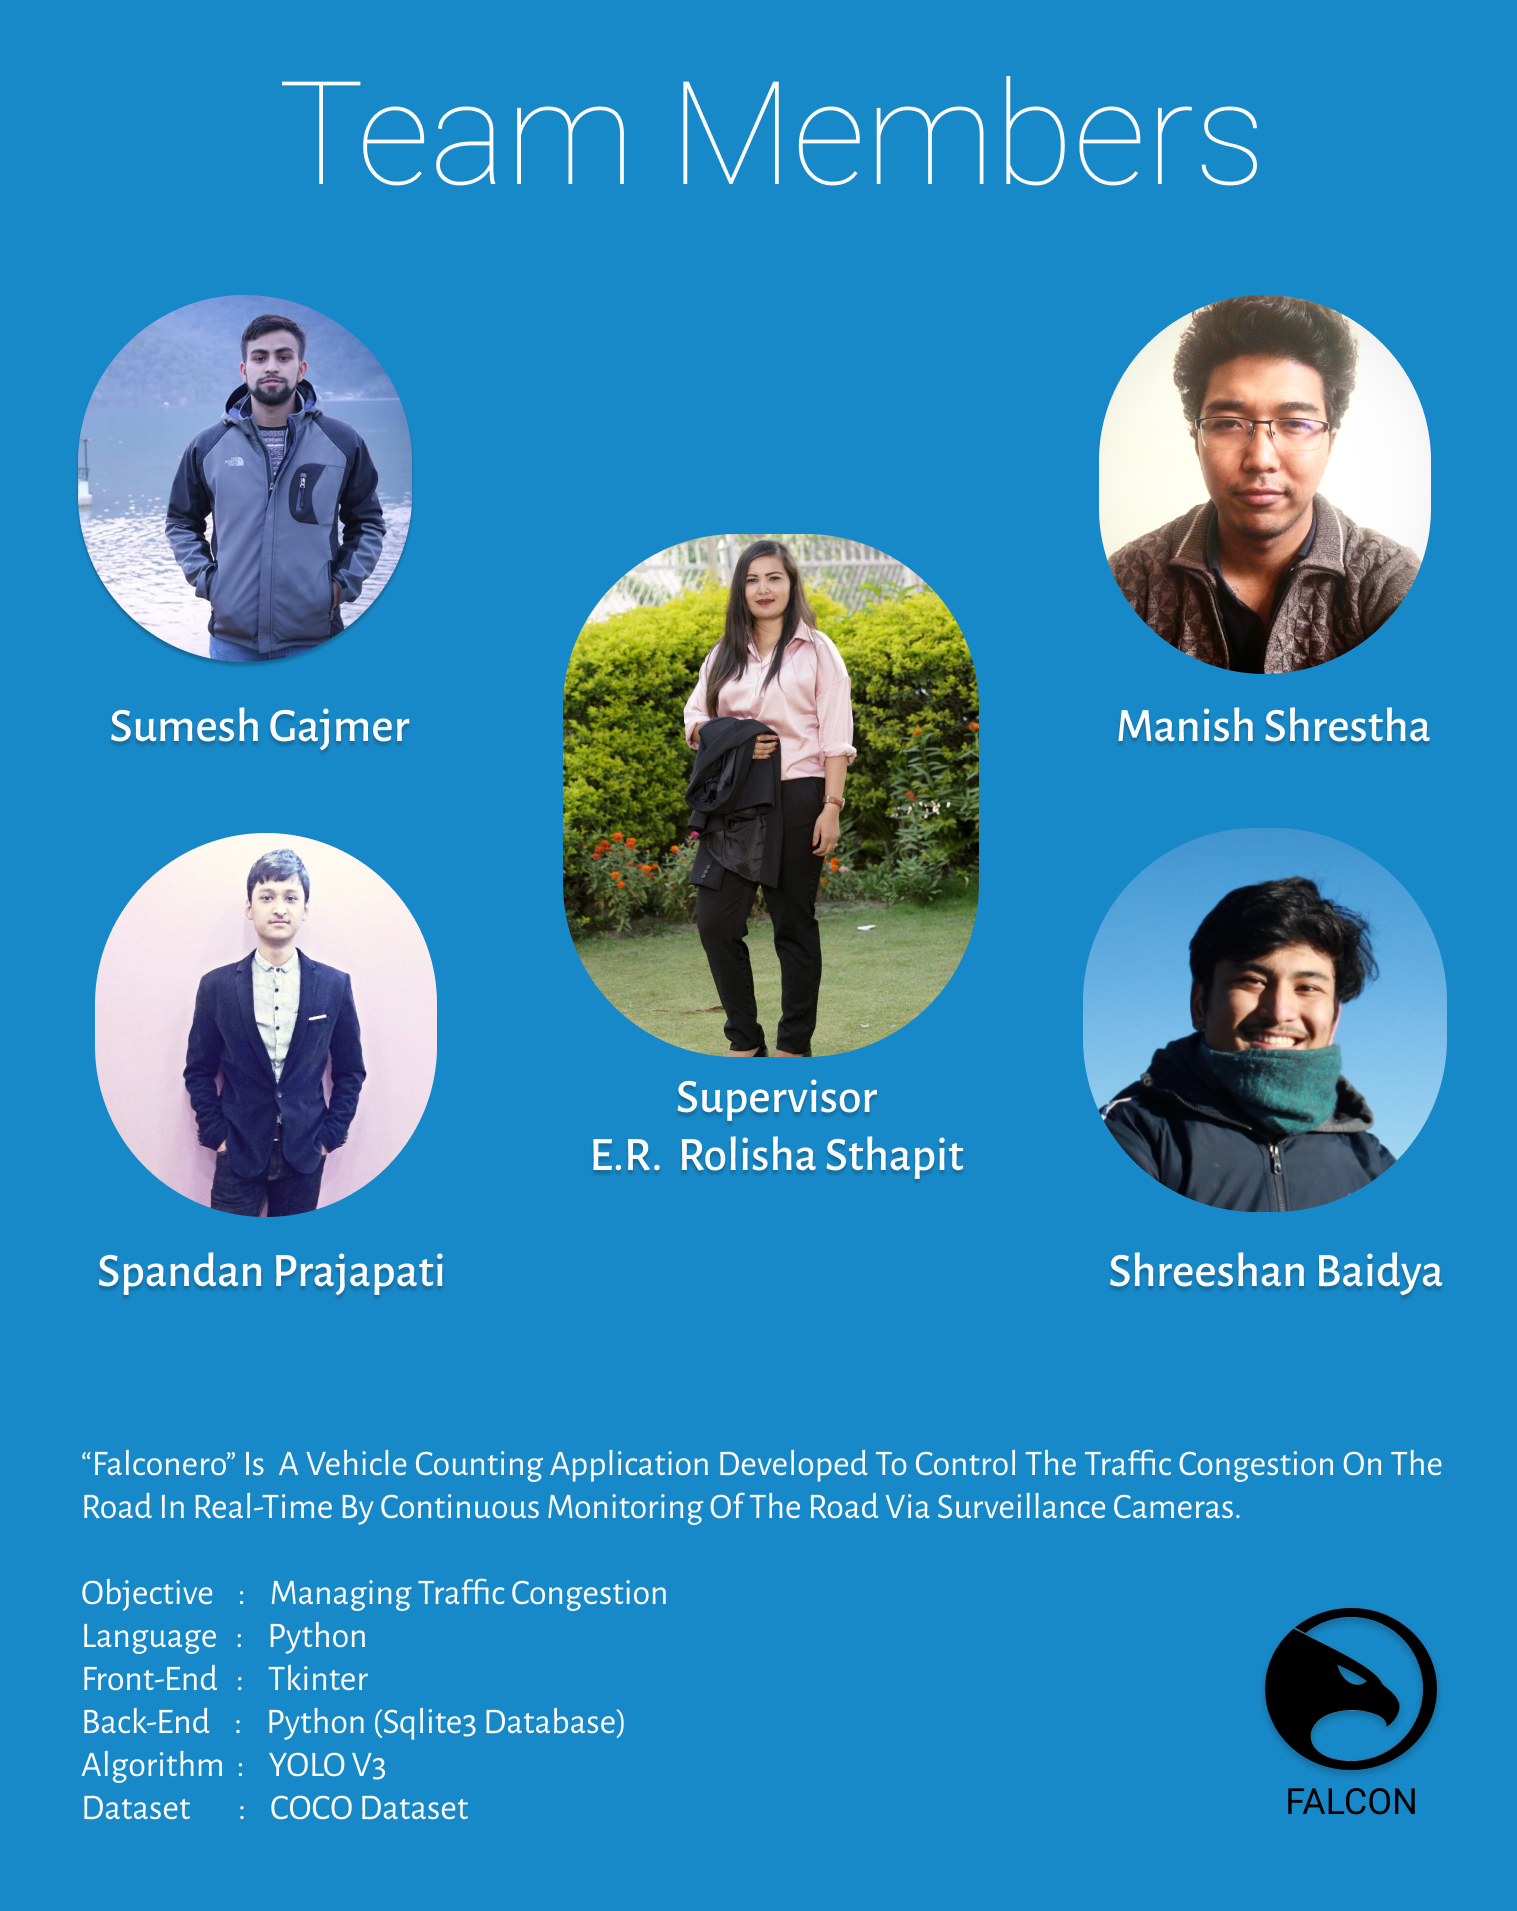 Team Members
Sumesh Gajmer
Manish Shrestha
Supervisor
E.R. Rolisha Sthapit
Spandan Prajapati
Shreeshan Baidya
“Falconero” Is A Vehicle Counting Application Developed To Control The Traffic Congestion On The
Road In Real-Time By Continuous Monitoring Of The Road Via Surveillance Cameras.
Objective : Managing Traffic Congestion
Language : Python
Front-End : Tkinter
Back-End : Python (Sqlite3 Database)
Algorithm : YOLO V3
Dataset : COCO Dataset
FALCON